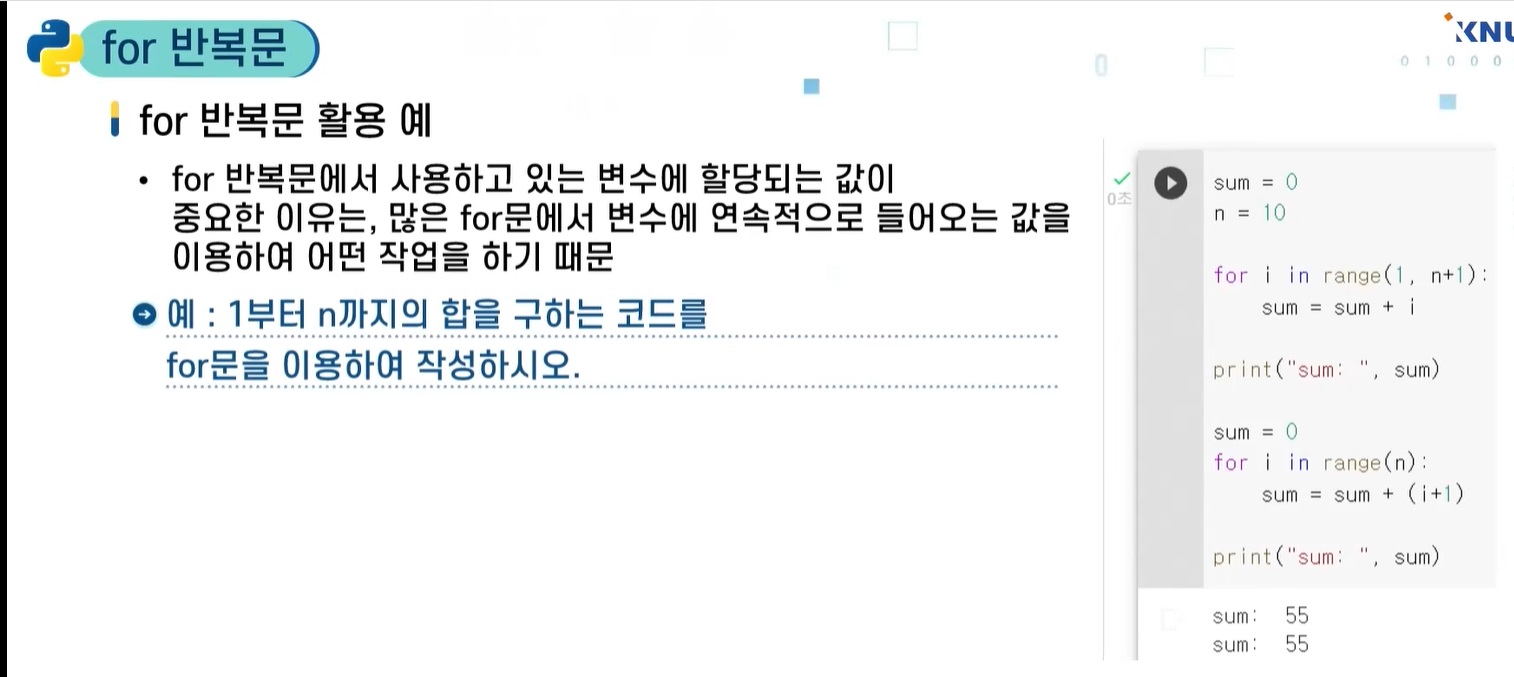 for 반복문
KNU
0 1 0 0 0
0
for 반복문 활용 예
• for 반복문에서 사용하고 있는 변수에 할당되는 값이
중요한 이유는, 많은 for문에서 변수에 연속적으로 들어오는 값을
이용하여 어떤 작업을 하기 때문
예 : 1부터 n까지의 합을 구하는 코드를
for문을 이용하여 작성하시오.
0초
sum = 0
n = 10
for i in range(1, n+1):
    sum = sum + i
print("sum: ", sum)
sum = 0
for i in range(n):
    sum = sum + (i+1)
print("sum: ", sum)
sum:  55
sum:  55